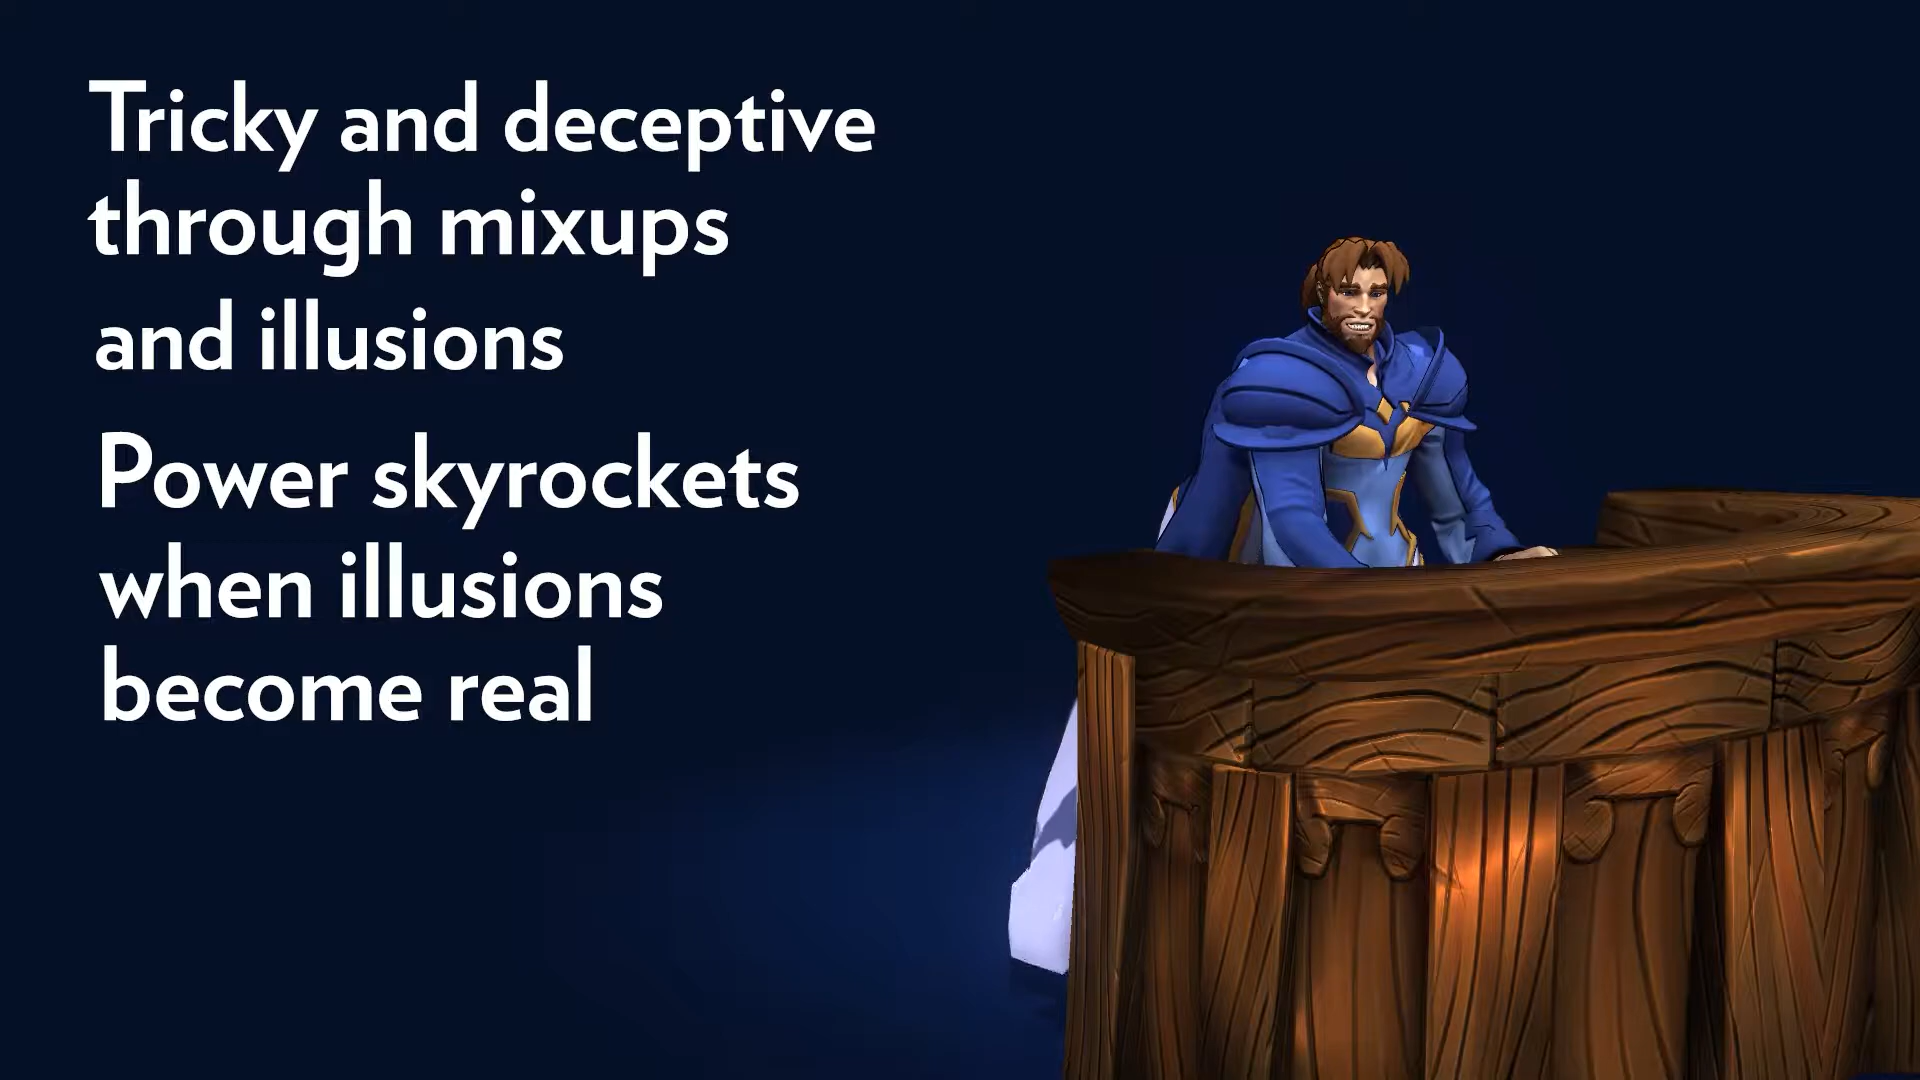 Tricky and deceptive
through mixups
and illusions
Power skyrockets
when illusions
become real